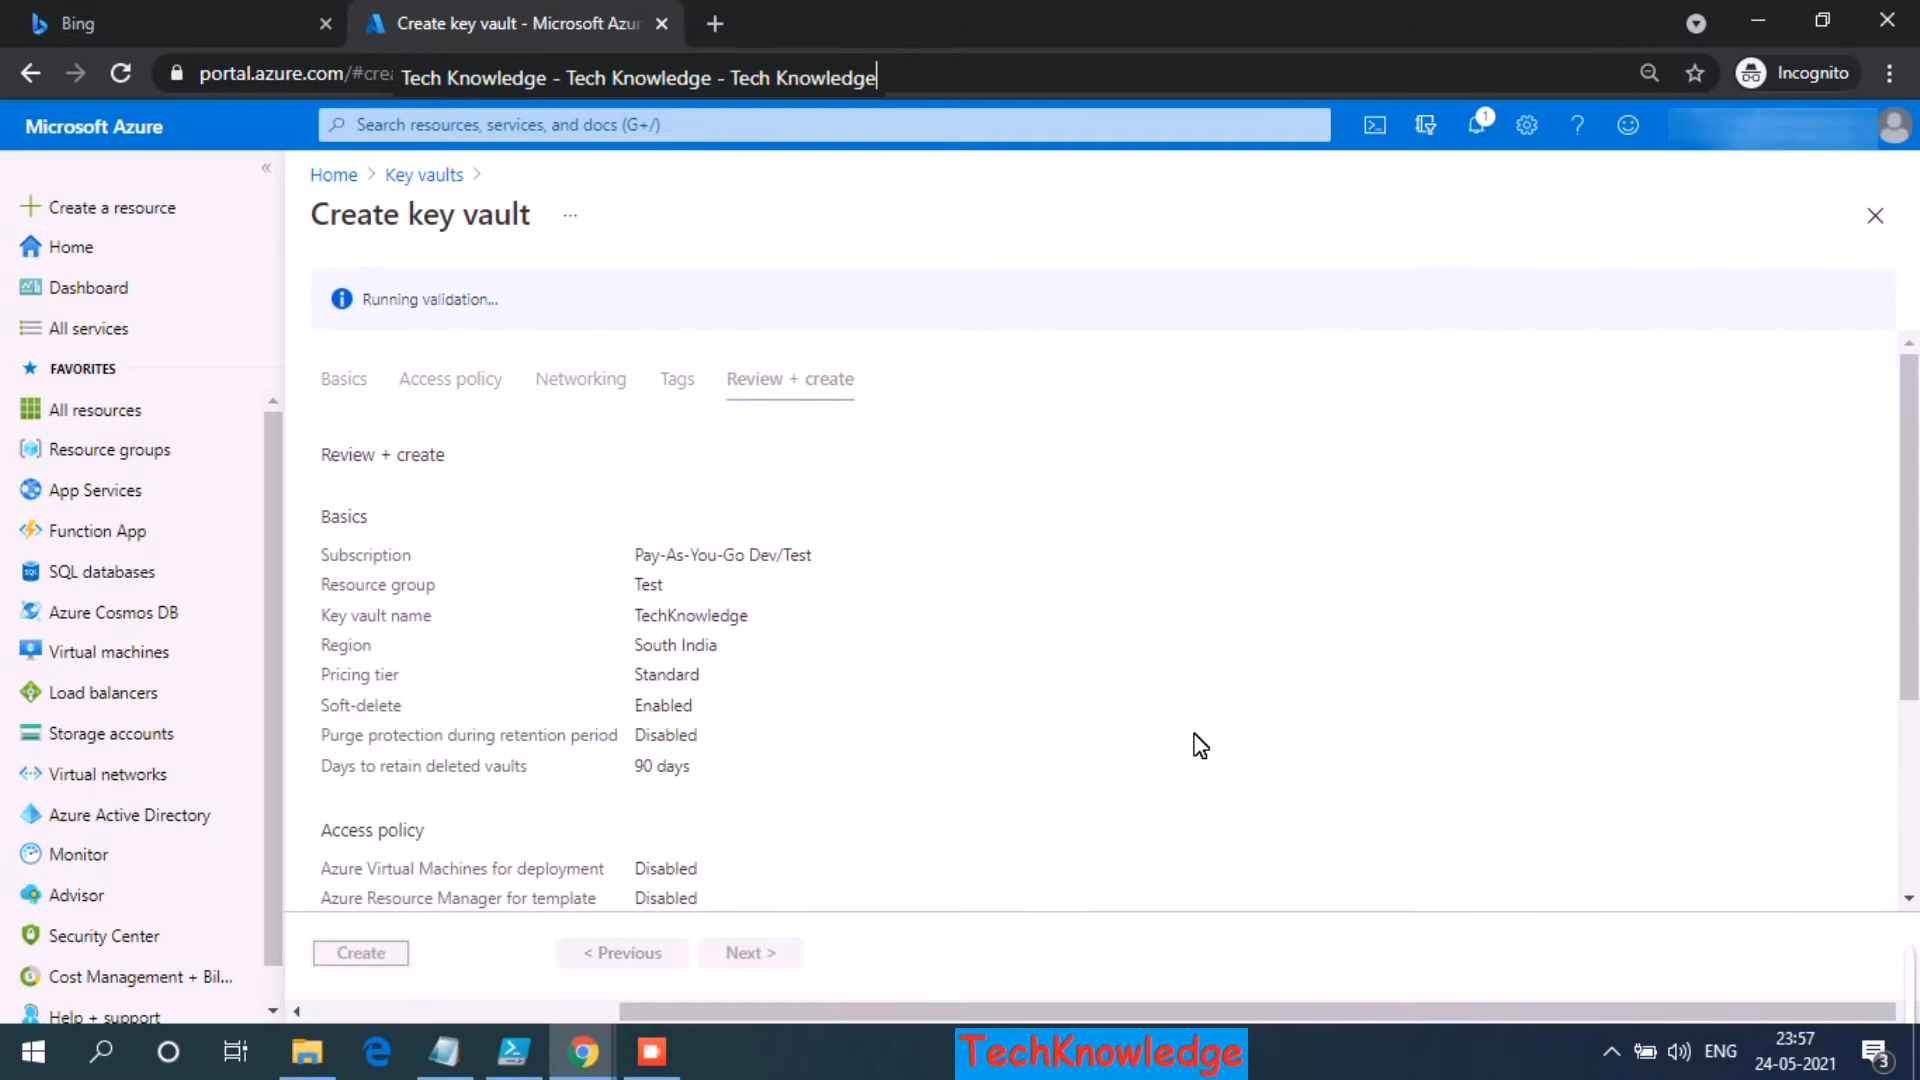 Bing
Create key vault - Microsoft Azur
portal.azure.com/#crea
Tech Knowledge - Tech Knowledge - Tech Knowledge
Incognito
Microsoft Azure
Search resources, services, and docs (G+/)
1
Home > Key vaults >
Create key vault ...
Running validation...
Create a resource
Home
Dashboard
All services
FAVORITES
All resources
Resource groups
App Services
Function App
SQL databases
Azure Cosmos DB
Virtual machines
Load balancers
Storage accounts
Virtual networks
Azure Active Directory
Monitor
Advisor
Security Center
Cost Management + Bil...
Help + support
Basics Access policy Networking Tags Review + create
Review + create
Basics
Subscription Pay-As-You-Go Dev/Test
Resource group Test
Key vault name TechKnowledge
Region South India
Pricing tier Standard
Soft-delete Enabled
Purge protection during retention period Disabled
Days to retain deleted vaults 90 days
Access policy
Azure Virtual Machines for deployment Disabled
Azure Resource Manager for template Disabled
Create < Previous Next >
TechKnowledge
ENG
23:57
24-05-2021
3